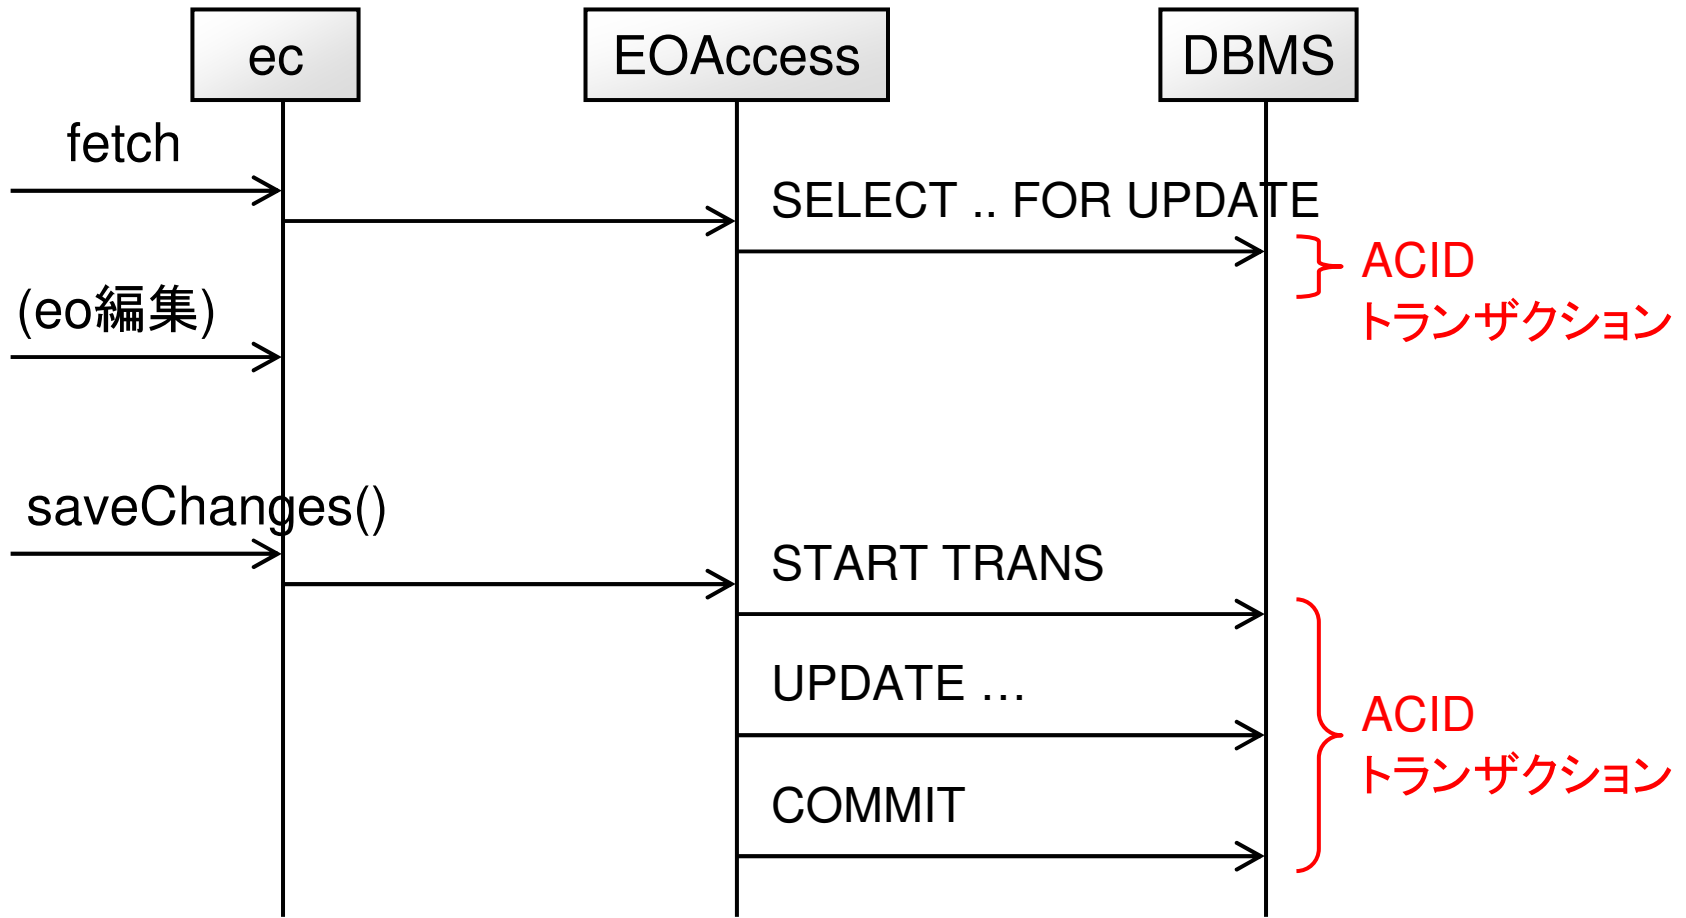 ec
EOAccess
DBMS
fetch
SELECT .. FOR UPDATE
ACID
トランザクション
(eo編集)
saveChanges()
START TRANS
UPDATE …
ACID
トランザクション
COMMIT